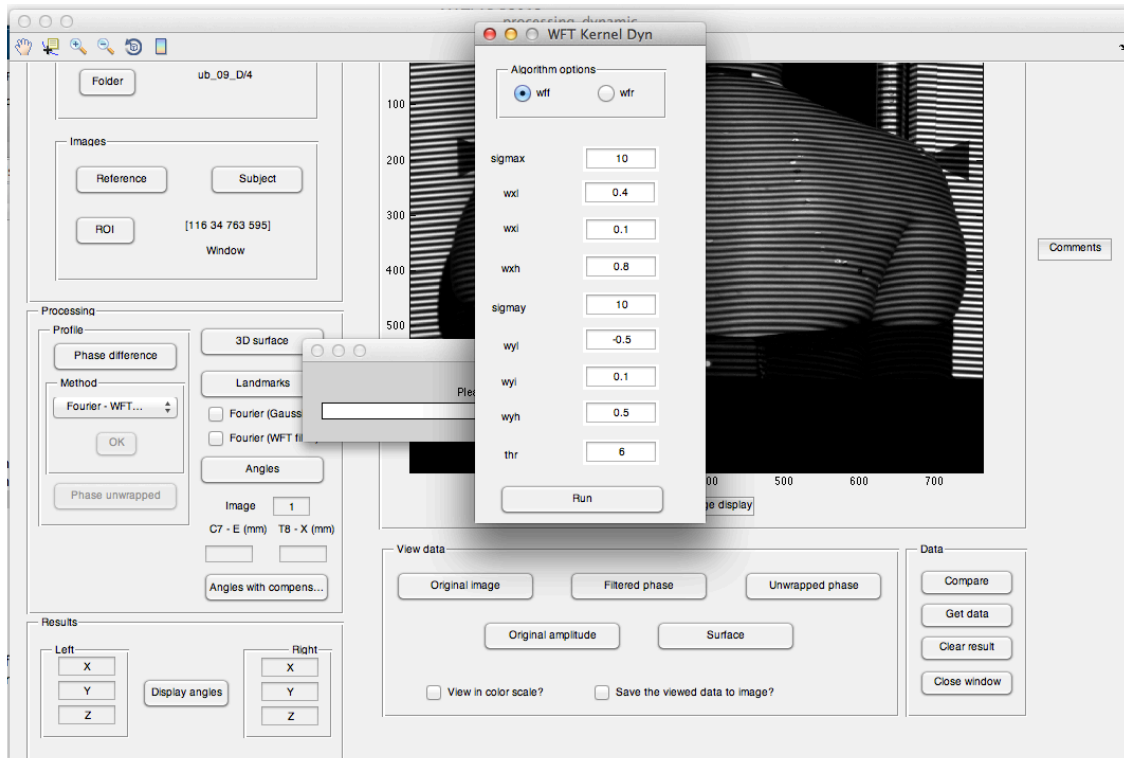 processing_dynamic
WFT Kernel Dyn
Folder
ub_09_D/4
Images
Reference
Subject
ROI
[116 34 763 595]
Window
Processing
Profile
Phase difference
Method
Fourier - WFT...
OK
Phase unwrapped
3D surface
Landmarks
Fourier (Gauss
Fourier (WFT fil
Angles
Image
1
C7 - E (mm) T8 - X (mm)
Angles with compens...
Results
Left
X
Y
Z
Display angles
Right
X
Y
Z
Plea
Algorithm options
wff
wfr
sigmax 10
wxl 0.4
wxi 0.1
wxh 0.8
sigmay 10
wyl -0.5
wyi 0.1
wyh 0.5
thr 6
Run
100
200
300
400
500
00 500 600 700
ge display
Comments
View data
Original image
Filtered phase
Unwrapped phase
Original amplitude
Surface
View in color scale?
Save the viewed data to image?
Data
Compare
Get data
Clear result
Close window